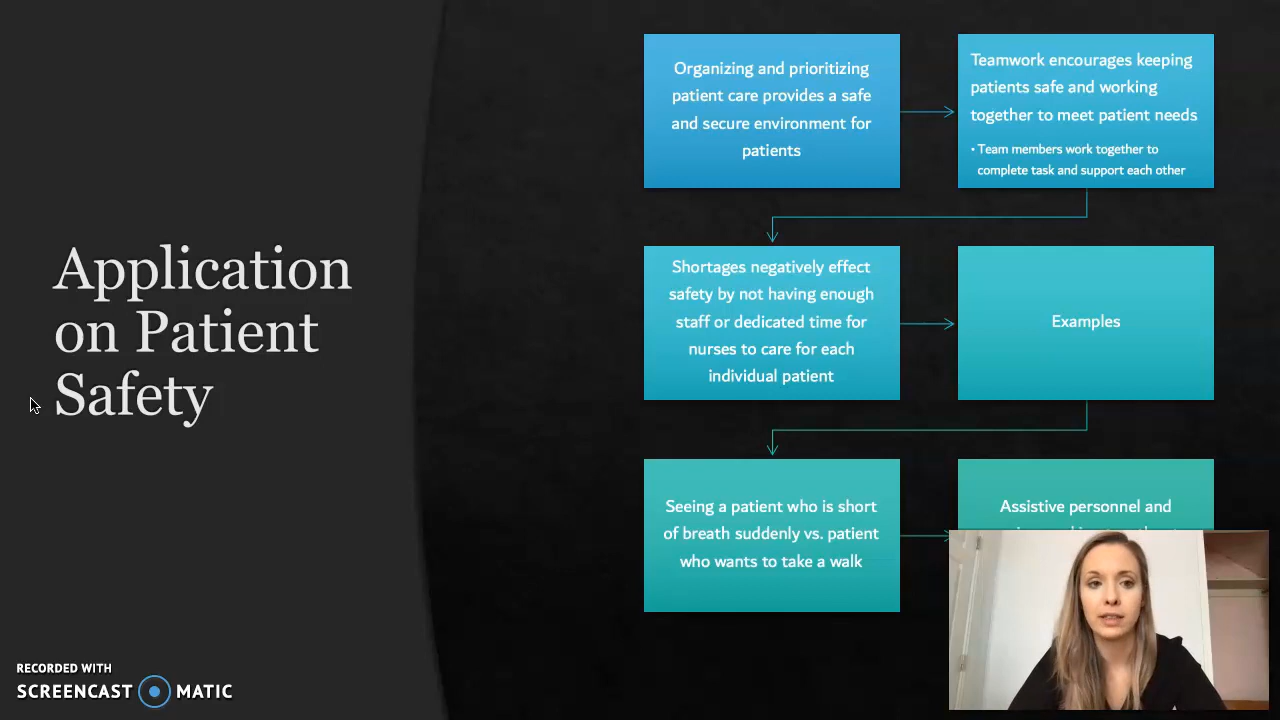 Application
on Patient
Safety
Organizing and prioritizing
patient care provides a safe
and secure environment for
patients
Teamwork encourages keeping
patients safe and working
together to meet patient needs
• Team members work together to
complete task and support each other
Shortages negatively effect
safety by not having enough
staff or dedicated time for
nurses to care for each
individual patient
Examples
Seeing a patient who is short
of breath suddenly vs. patient
who wants to take a walk
Assistive personnel and
RECORDED WITH
SCREENCAST MATIC